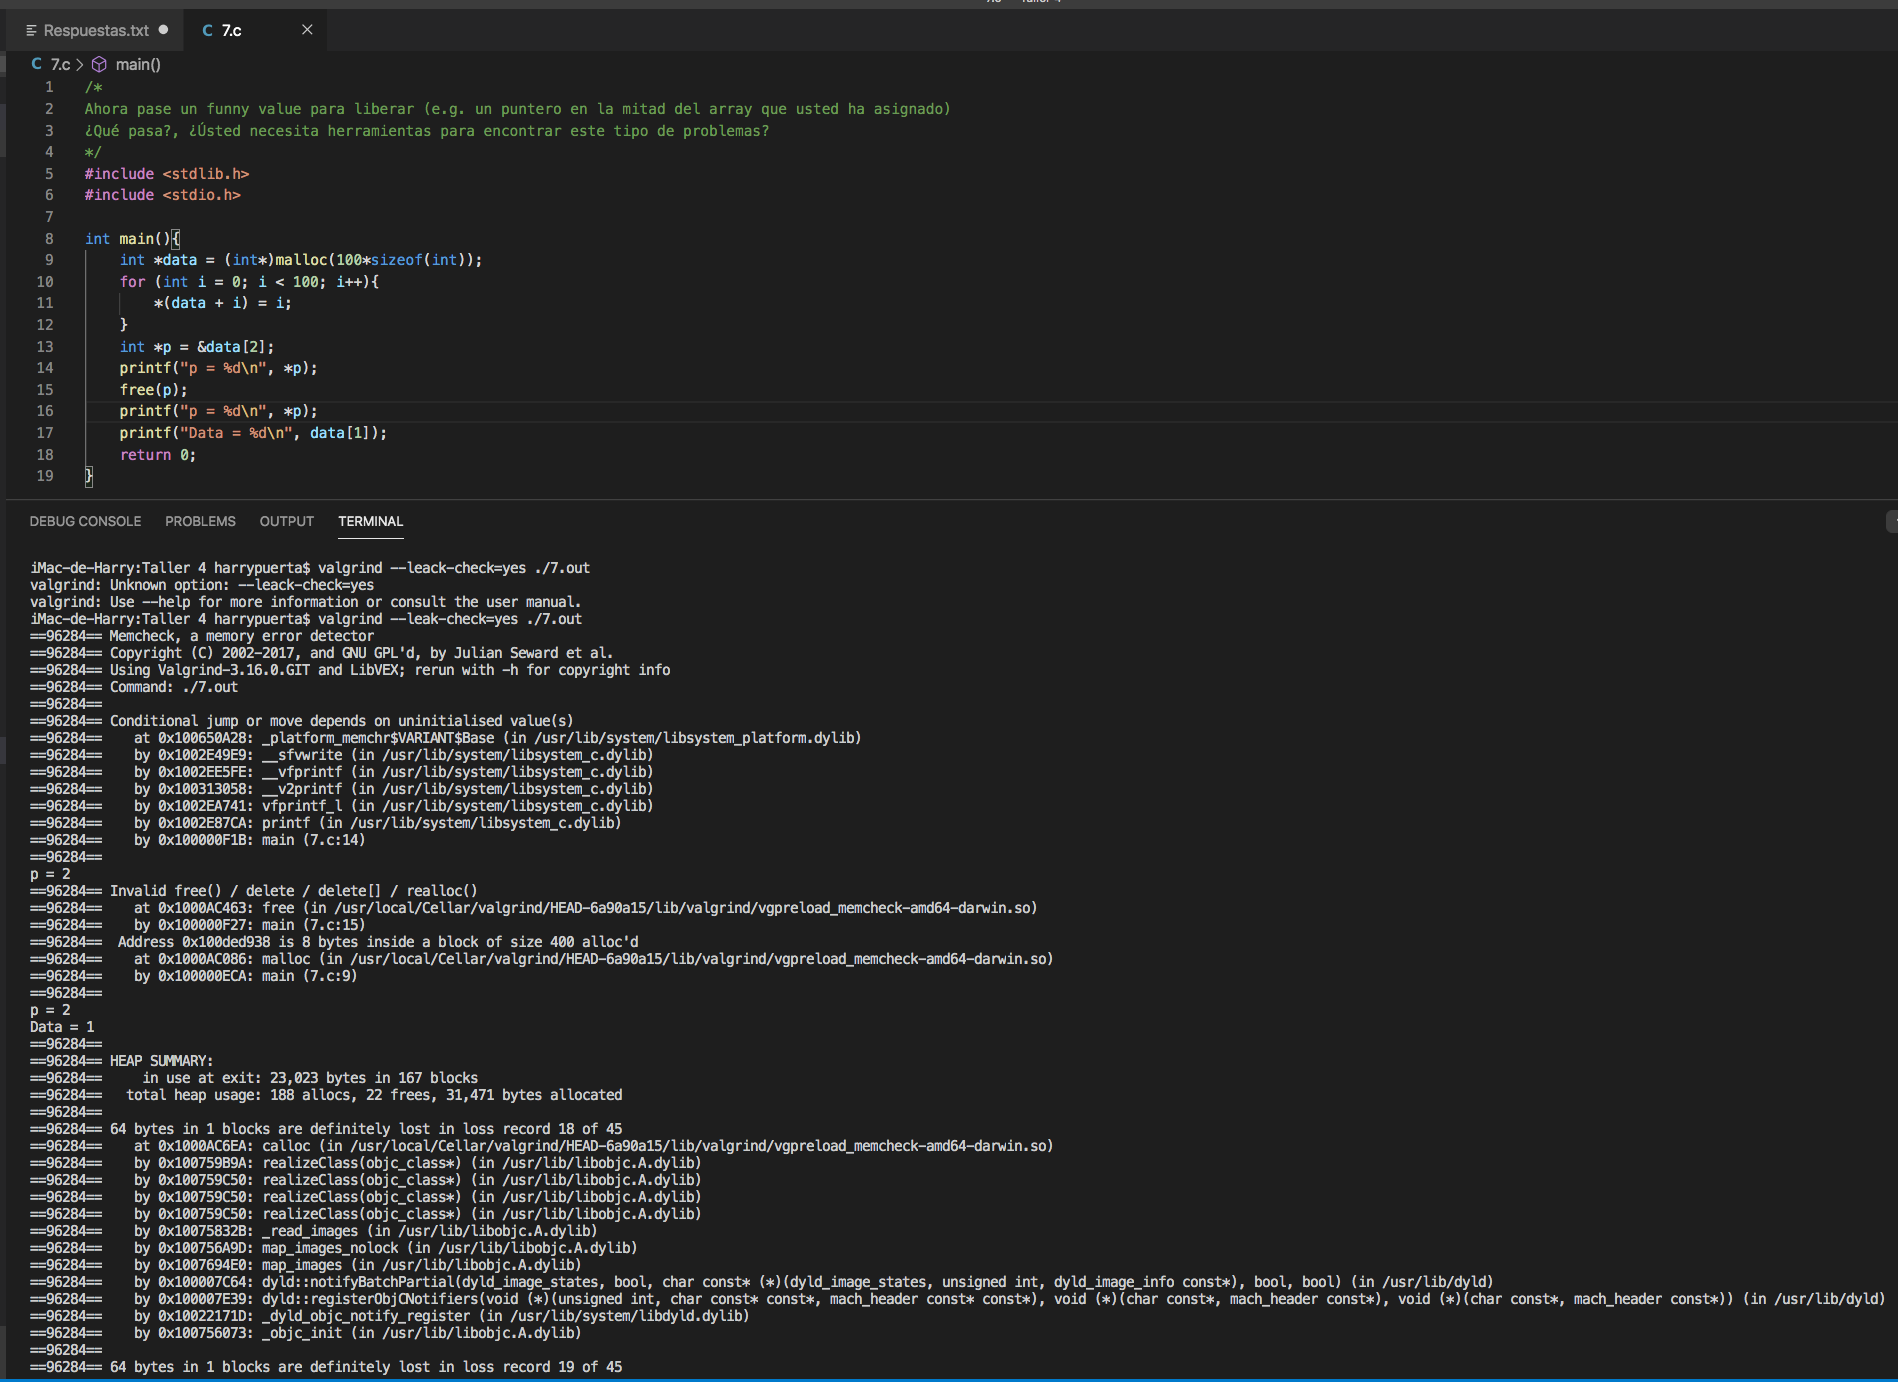 Respuestas.txt
7.c
7.c > main()
1 /*
2 Ahora pase un funny value para liberar (e.g. un puntero en la mitad del array que usted ha asignado)
3 ¿Qué pasa?, ¿Ústed necesita herramientas para encontrar este tipo de problemas?
4 */
5 #include <stdlib.h>
6 #include <stdio.h>
7
8 int main(){
9     int *data = (int*)malloc(100*sizeof(int));
10     for (int i = 0; i < 100; i++){
11         *(data + i) = i;
12     }
13     int *p = &data[2];
14     printf("p = %d\n", *p);
15     free(p);
16     printf("p = %d\n", *p);
17     printf("Data = %d\n", data[1]);
18     return 0;
19 }
DEBUG CONSOLE PROBLEMS OUTPUT TERMINAL
iMac-de-Harry:Taller 4 harrypuerta$ valgrind --leack-check=yes ./7.out
valgrind: Unknown option: --leack-check=yes
valgrind: Use --help for more information or consult the user manual.
iMac-de-Harry:Taller 4 harrypuerta$ valgrind --leak-check=yes ./7.out
==96284== Memcheck, a memory error detector
==96284== Copyright (C) 2002-2017, and GNU GPL'd, by Julian Seward et al.
==96284== Using Valgrind-3.16.0.GIT and LibVEX; rerun with -h for copyright info
==96284== Command: ./7.out
==96284==
==96284== Conditional jump or move depends on uninitialised value(s)
==96284==    at 0x100650A28: _platform_memchr$VARIANT$Base (in /usr/lib/system/libsystem_platform.dylib)
==96284==    by 0x1002E49E9: __sfvwrite (in /usr/lib/system/libsystem_c.dylib)
==96284==    by 0x1002EE5FE: __vfprintf (in /usr/lib/system/libsystem_c.dylib)
==96284==    by 0x100313058: __v2printf (in /usr/lib/system/libsystem_c.dylib)
==96284==    by 0x1002EA741: vfprintf_l (in /usr/lib/system/libsystem_c.dylib)
==96284==    by 0x1002E87CA: printf (in /usr/lib/system/libsystem_c.dylib)
==96284==    by 0x100000F1B: main (7.c:14)
==96284==
p = 2
==96284== Invalid free() / delete / delete[] / realloc()
==96284==    at 0x1000AC463: free (in /usr/local/Cellar/valgrind/HEAD-6a90a15/lib/valgrind/vgpreload_memcheck-amd64-darwin.so)
==96284==    by 0x100000F27: main (7.c:15)
==96284==  Address 0x100ded938 is 8 bytes inside a block of size 400 alloc'd
==96284==    at 0x1000AC086: malloc (in /usr/local/Cellar/valgrind/HEAD-6a90a15/lib/valgrind/vgpreload_memcheck-amd64-darwin.so)
==96284==    by 0x100000ECA: main (7.c:9)
==96284==
p = 2
Data = 1
==96284==
==96284== HEAP SUMMARY:
==96284==     in use at exit: 23,023 bytes in 167 blocks
==96284==   total heap usage: 188 allocs, 22 frees, 31,471 bytes allocated
==96284==
==96284== 64 bytes in 1 blocks are definitely lost in loss record 18 of 45
==96284==    at 0x1000AC6EA: calloc (in /usr/local/Cellar/valgrind/HEAD-6a90a15/lib/valgrind/vgpreload_memcheck-amd64-darwin.so)
==96284==    by 0x100759B9A: realizeClass(objc_class*) (in /usr/lib/libobjc.A.dylib)
==96284==    by 0x100759C50: realizeClass(objc_class*) (in /usr/lib/libobjc.A.dylib)
==96284==    by 0x100759C50: realizeClass(objc_class*) (in /usr/lib/libobjc.A.dylib)
==96284==    by 0x100759C50: realizeClass(objc_class*) (in /usr/lib/libobjc.A.dylib)
==96284==    by 0x10075832B: _read_images (in /usr/lib/libobjc.A.dylib)
==96284==    by 0x100756A9D: map_images_nolock (in /usr/lib/libobjc.A.dylib)
==96284==    by 0x1007694E0: map_images (in /usr/lib/libobjc.A.dylib)
==96284==    by 0x100007C64: dyld::notifyBatchPartial(dyld_image_states, bool, char const* (*)(dyld_image_states, unsigned int, dyld_image_info const*), bool, bool) (in /usr/lib/dyld)
==96284==    by 0x100007E39: dyld::registerObjCNotifiers(void (*)(unsigned int, char const* const*, mach_header const* const*), void (*)(char const*, mach_header const*), void (*)(char const*, mach_header const*)) (in /usr/lib/dyld)
==96284==    by 0x10022171D: _dyld_objc_notify_register (in /usr/lib/system/libdyld.dylib)
==96284==    by 0x100756073: _objc_init (in /usr/lib/libobjc.A.dylib)
==96284==
==96284== 64 bytes in 1 blocks are definitely lost in loss record 19 of 45